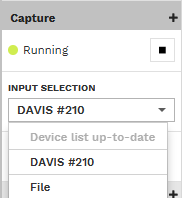 Capture
Running
INPUT SELECTION
DAVIS #210
Device list up-to-date
DAVIS #210
File